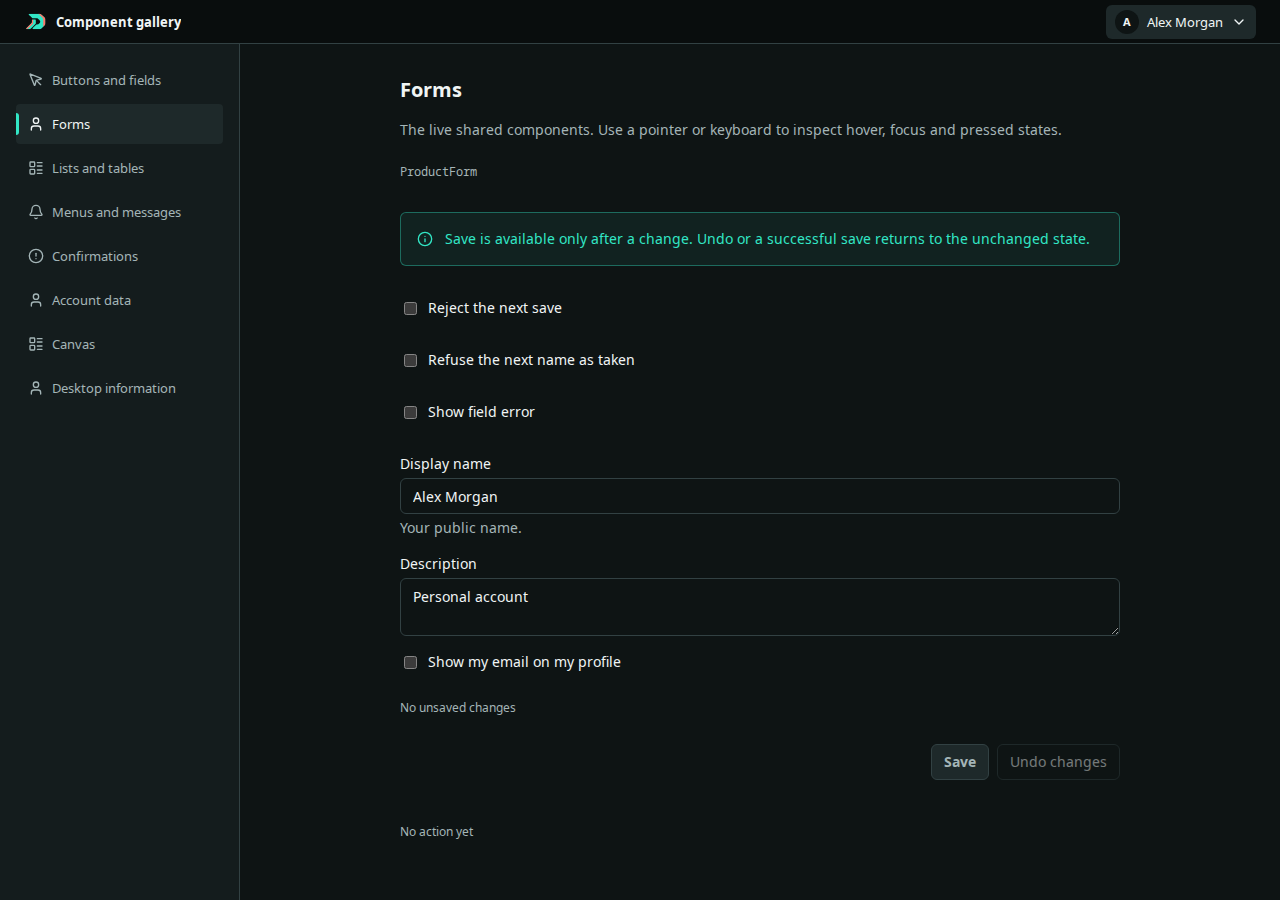 Component gallery
A
Alex Morgan
Buttons and fields
Forms
Lists and tables
Menus and messages
Confirmations
Account data
Canvas
Desktop information
Forms
The live shared components. Use a pointer or keyboard to inspect hover, focus and pressed states.
ProductForm
Save is available only after a change. Undo or a successful save returns to the unchanged state.
Reject the next save
Refuse the next name as taken
Show field error
Display name
Alex Morgan
Your public name.
Description
Personal account
Show my email on my profile
No unsaved changes
Save
Undo changes
No action yet